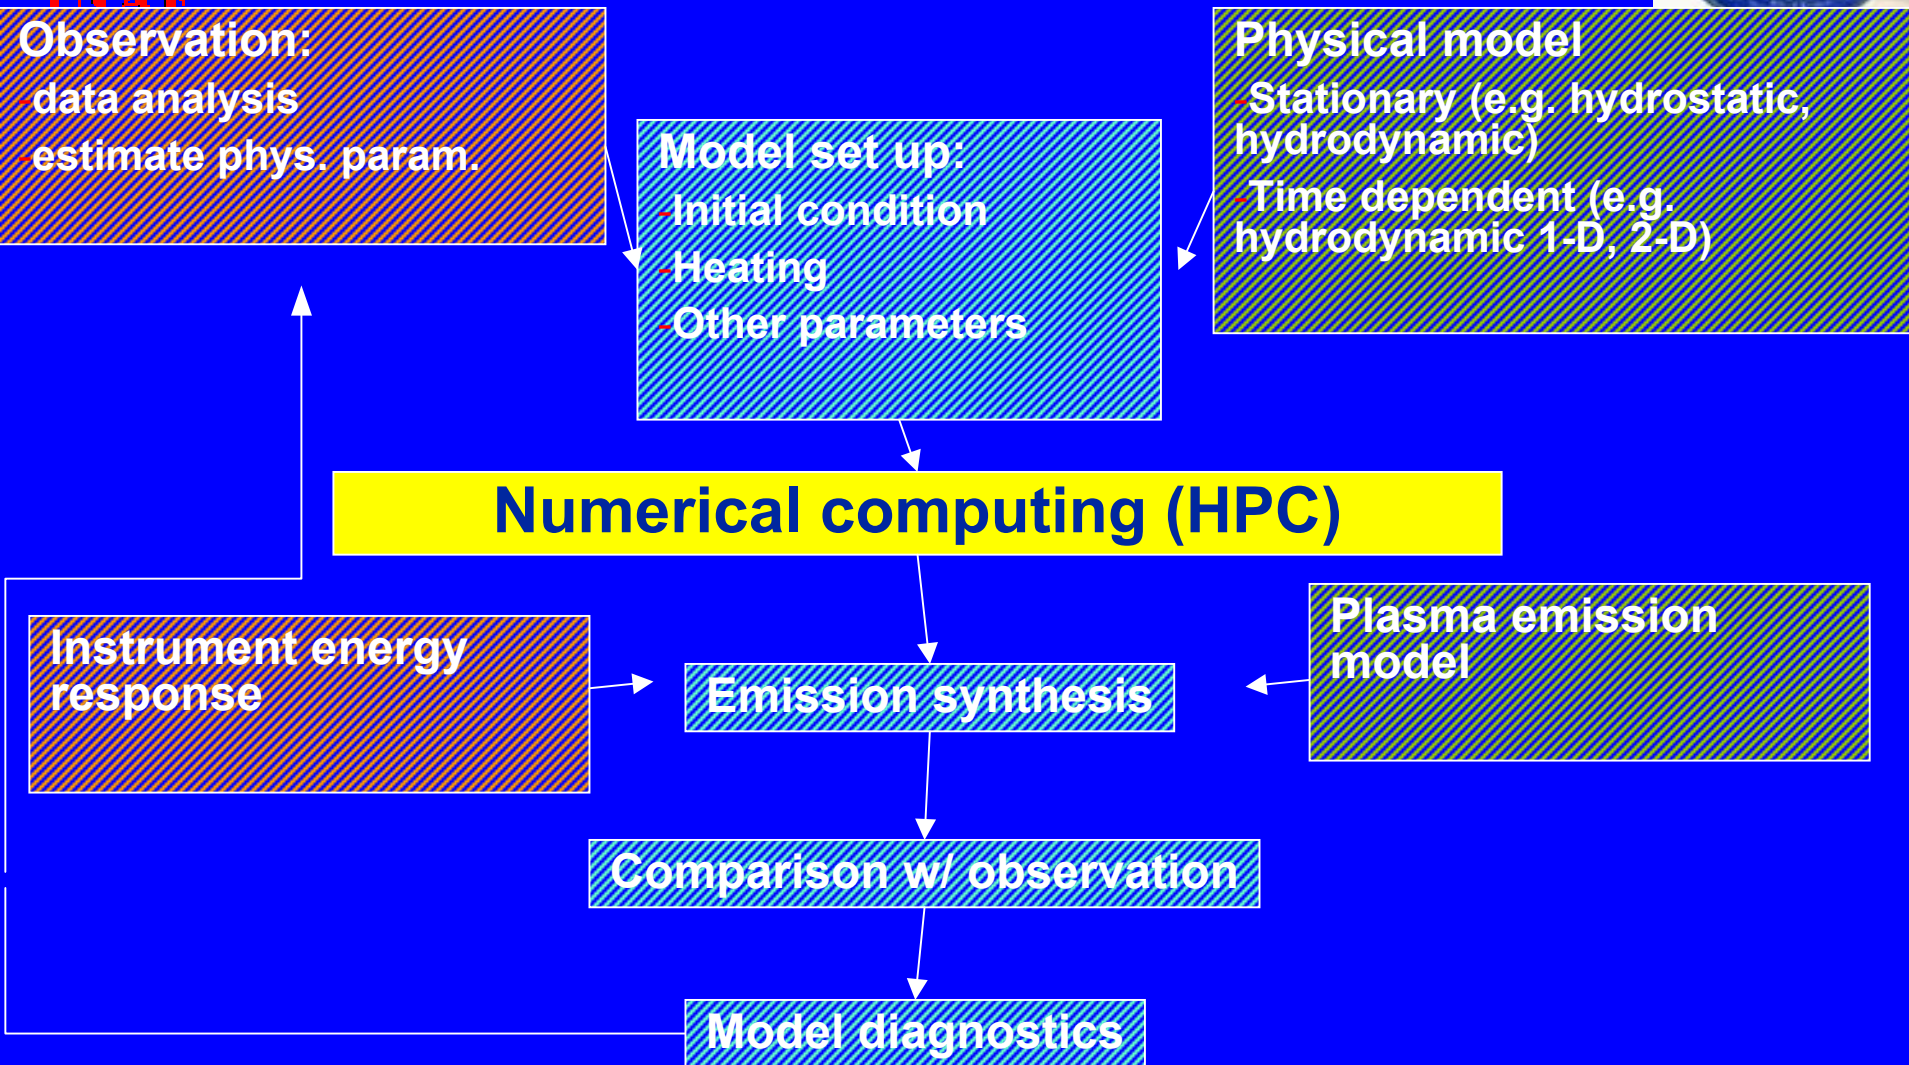 Observation:
-data analysis
-estimate phys. param.
Physical model
-Stationary (e.g. hydrostatic,
hydrodynamic)
-Time dependent (e.g.
hydrodynamic 1-D, 2-D)
Model set up:
-Initial condition
-Heating
-Other parameters
Numerical computing (HPC)
Instrument energy
response
Plasma emission
model
Emission synthesis
Comparison w/ observation
Model diagnostics